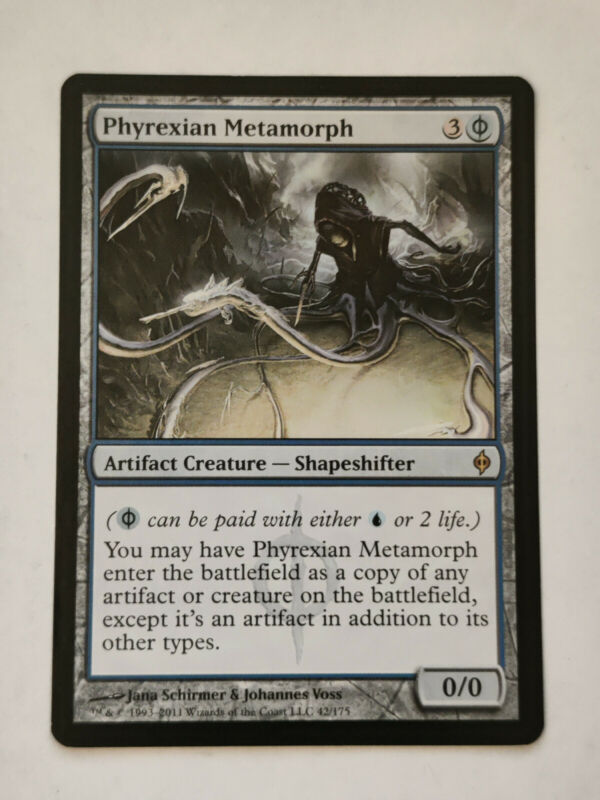 Phyrexian Metamorph 3
Artifact Creature — Shapeshifter
( can be paid with either or 2 life.)
You may have Phyrexian Metamorph
enter the battlefield as a copy of any
artifact or creature on the battlefield,
except it's an artifact in addition to its
other types.
0/0
Jana Schirmer & Johannes Voss
™ & © 1993–2011 Wizards of the Coast LLC 42/175